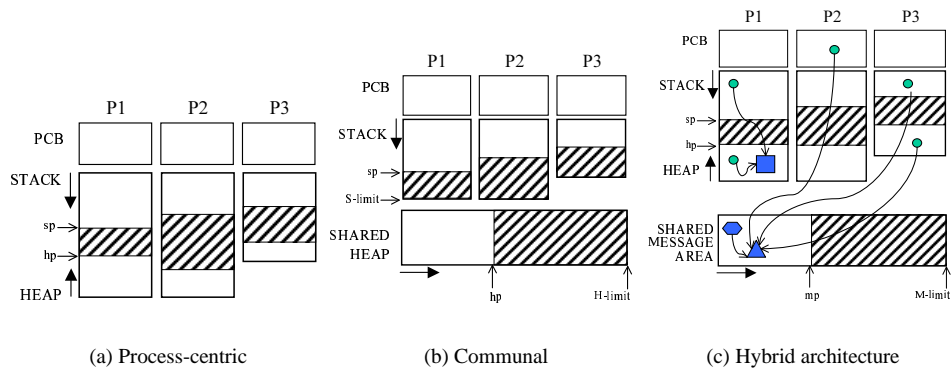 P1 P2 P3
PCB
STACK
sp
hp
HEAP
(a) Process-centric
P1 P2 P3
PCB
STACK
sp
S-limit
SHARED
HEAP
hp
H-limit
(b) Communal
P1 P2 P3
PCB
STACK
sp
hp
HEAP
SHARED
MESSAGE
AREA
mp
M-limit
(c) Hybrid architecture